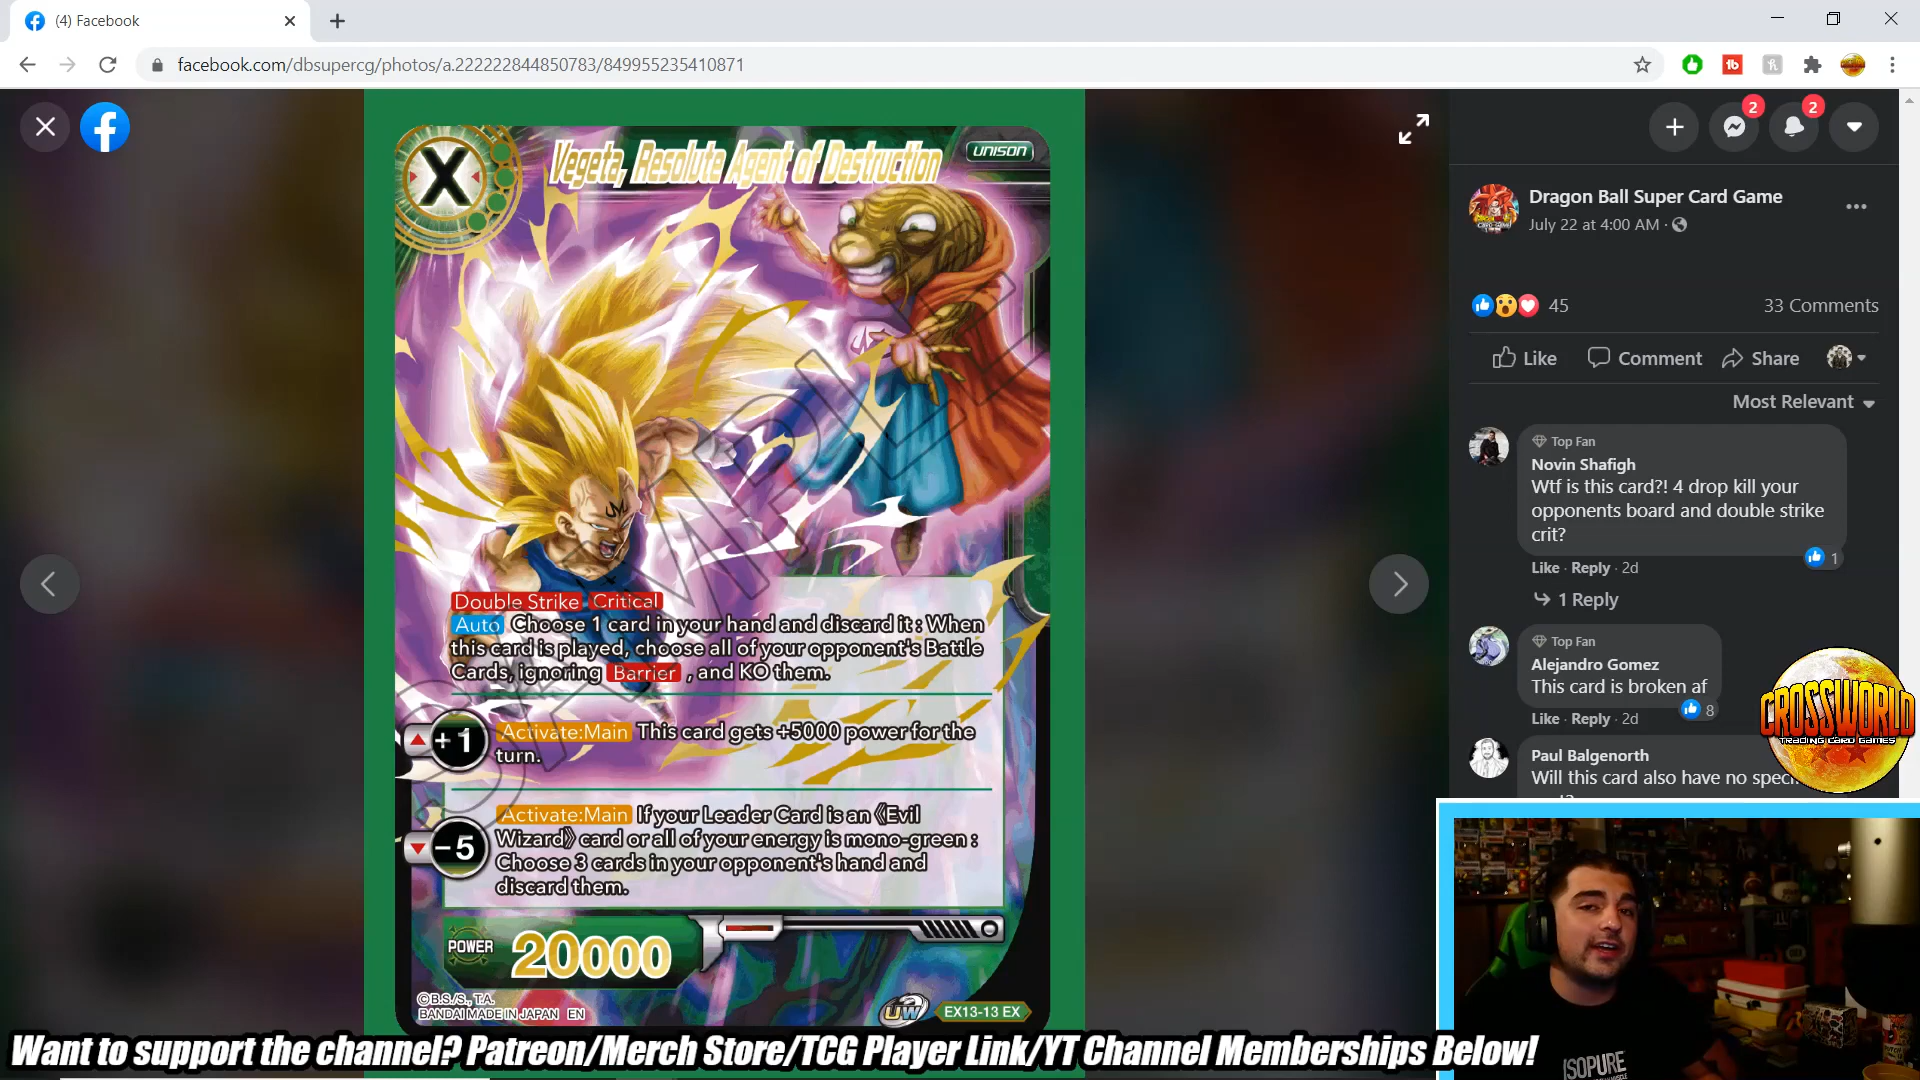 (4) Facebook
facebook.com/dbsupercg/photos/a.222222844850783/849955235410871
2
2
X
Vegeta, Resolute Agent of Destruction
UNISON
SAMPLE
Double Strike Critical
Auto Choose 1 card in your hand and discard it : When
this card is played, choose all of your opponent's Battle
Cards, ignoring Barrier , and KO them.
+1 Activate:Main This card gets +5000 power for the
turn.
-5 Activate:Main If your Leader Card is an 《Evil
Wizard》 card or all of your energy is mono-green :
Choose 3 cards in your opponent's hand and
discard them.
POWER 20000
©B.S./S., T.A.
BANDAI MADE IN JAPAN EN
UW
EX13-13 EX
Dragon Ball Super Card Game
July 22 at 4:00 AM ·
45
33 Comments
Like
Comment
Share
Most Relevant
Top Fan
Novin Shafigh
Wtf is this card?! 4 drop kill your
opponents board and double strike
crit?
1
Like · Reply · 2d
1 Reply
Top Fan
Alejandro Gomez
This card is broken af
8
Like · Reply · 2d
Paul Balgenorth
Will this card also have no
CROSSWORLD
TRADING CARD GAMES
ISOPURE
Want to support the channel? Patreon/Merch Store/TCG Player Link/YT Channel Memberships Below!